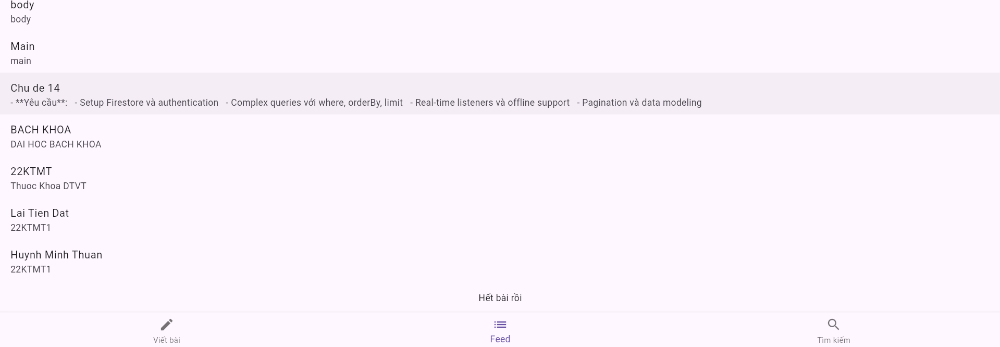 body
body
Main
main
Chu de 14
- **Yêu cầu**:   - Setup Firestore và authentication   - Complex queries với where, orderBy, limit   - Real-time listeners và offline support   - Pagination và data modeling
BACH KHOA
DAI HOC BACH KHOA
22KTMT
Thuoc Khoa DTVT
Lai Tien Dat
22KTMT1
Huynh Minh Thuan
22KTMT1
Hết bài rồi
Viết bài
Feed
Tìm kiếm